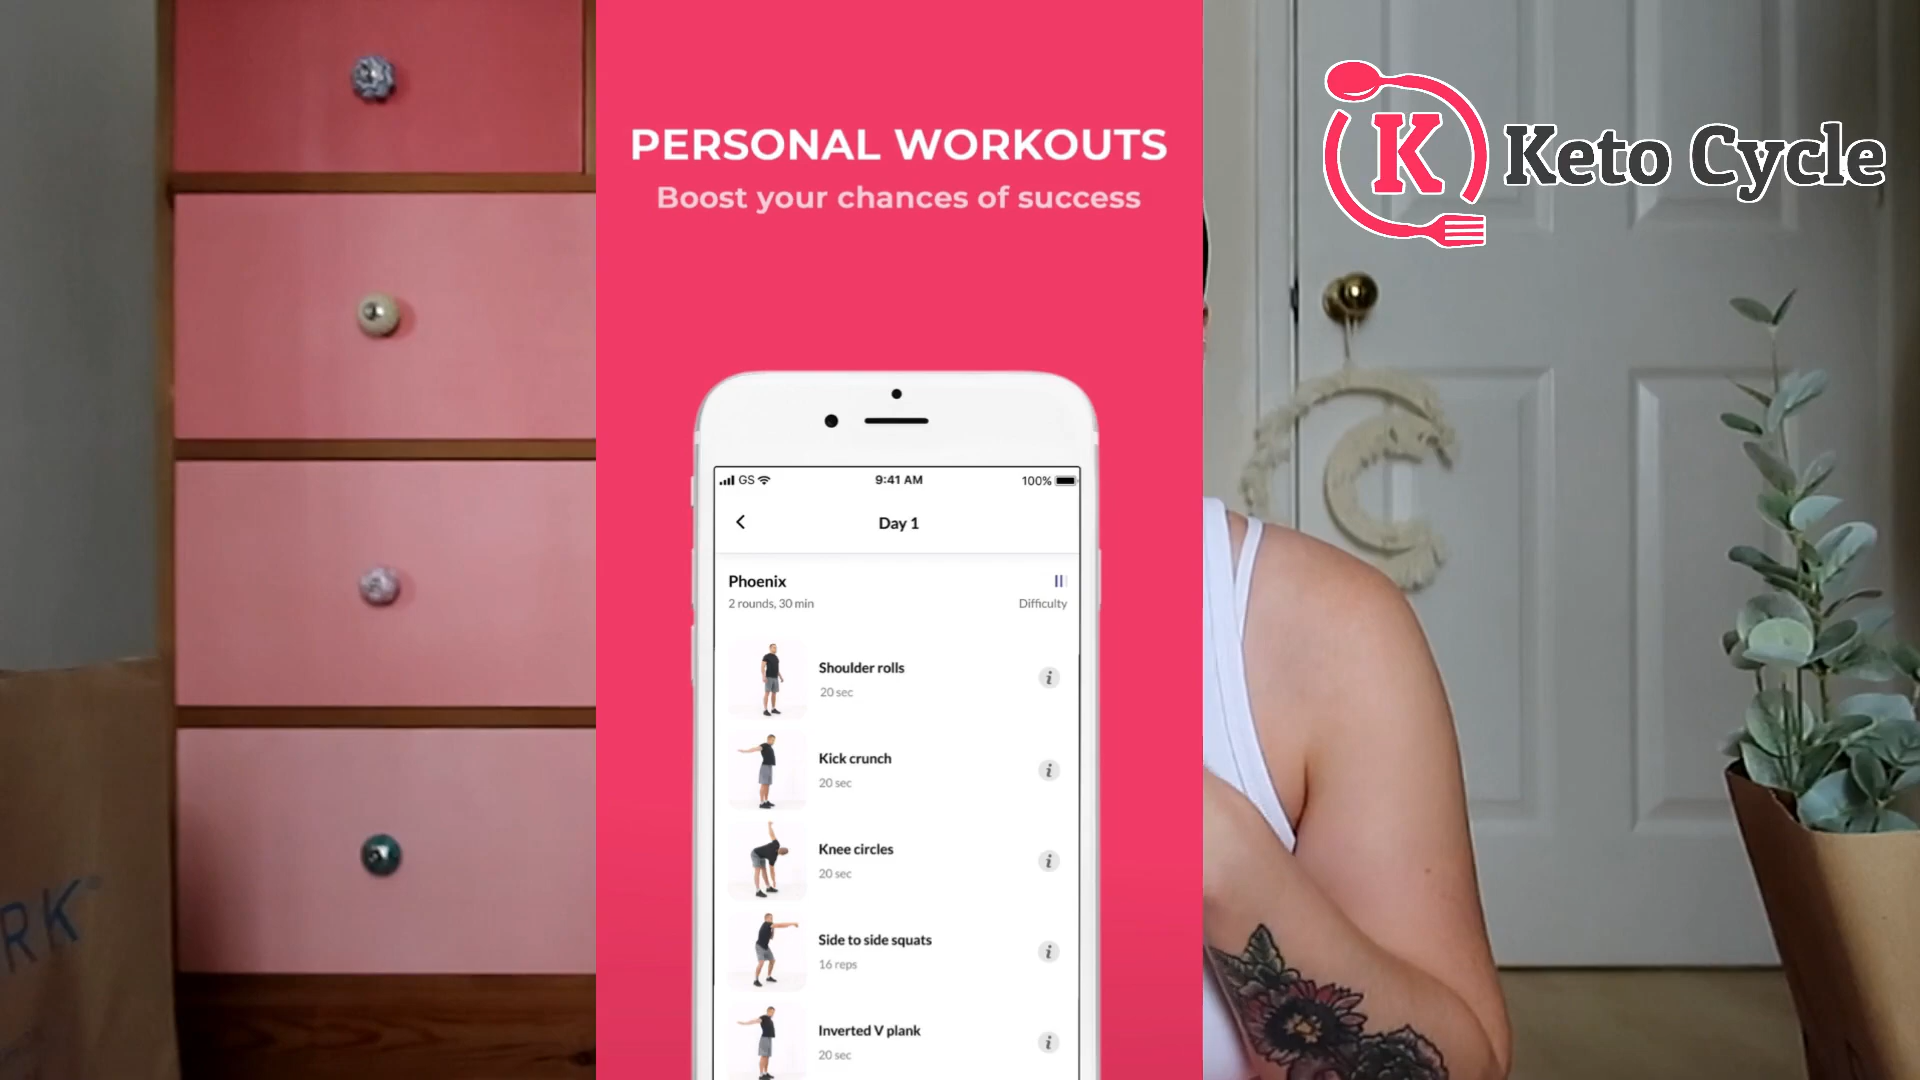 PERSONAL WORKOUTS
Boost your chances of success
K Keto Cycle
GS 9:41 AM 100%
Day 1
Phoenix
2 rounds, 30 min Difficulty
Shoulder rolls
20 sec
Kick crunch
20 sec
Knee circles
20 sec
Side to side squats
16 reps
Inverted V plank
20 sec
RK